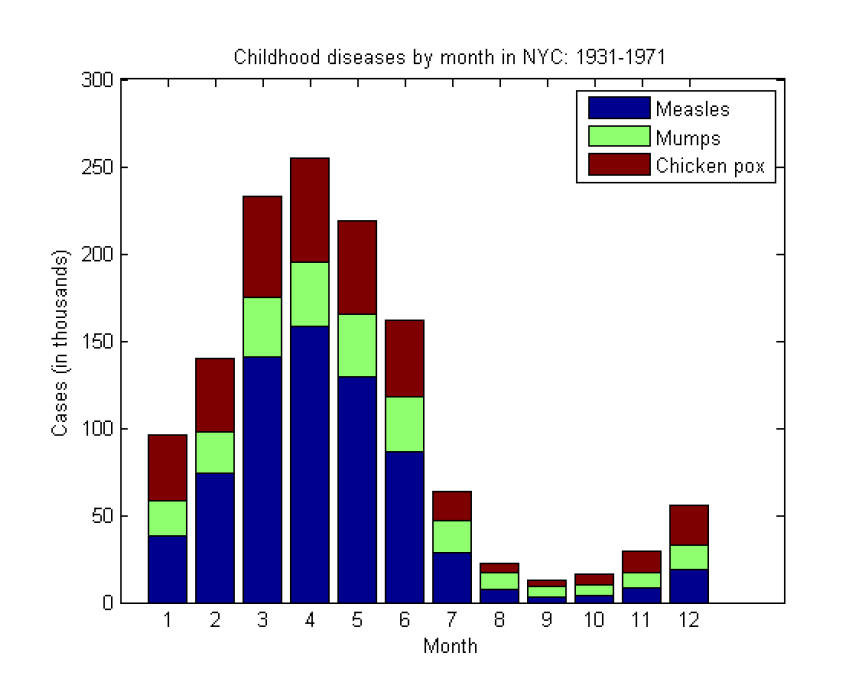 Childhood diseases by month in NYC: 1931-1971
300
250
200
150
100
50
0
Cases (in thousands)
Measles
Mumps
Chicken pox
1 2 3 4 5 6 7 8 9 10 11 12
Month